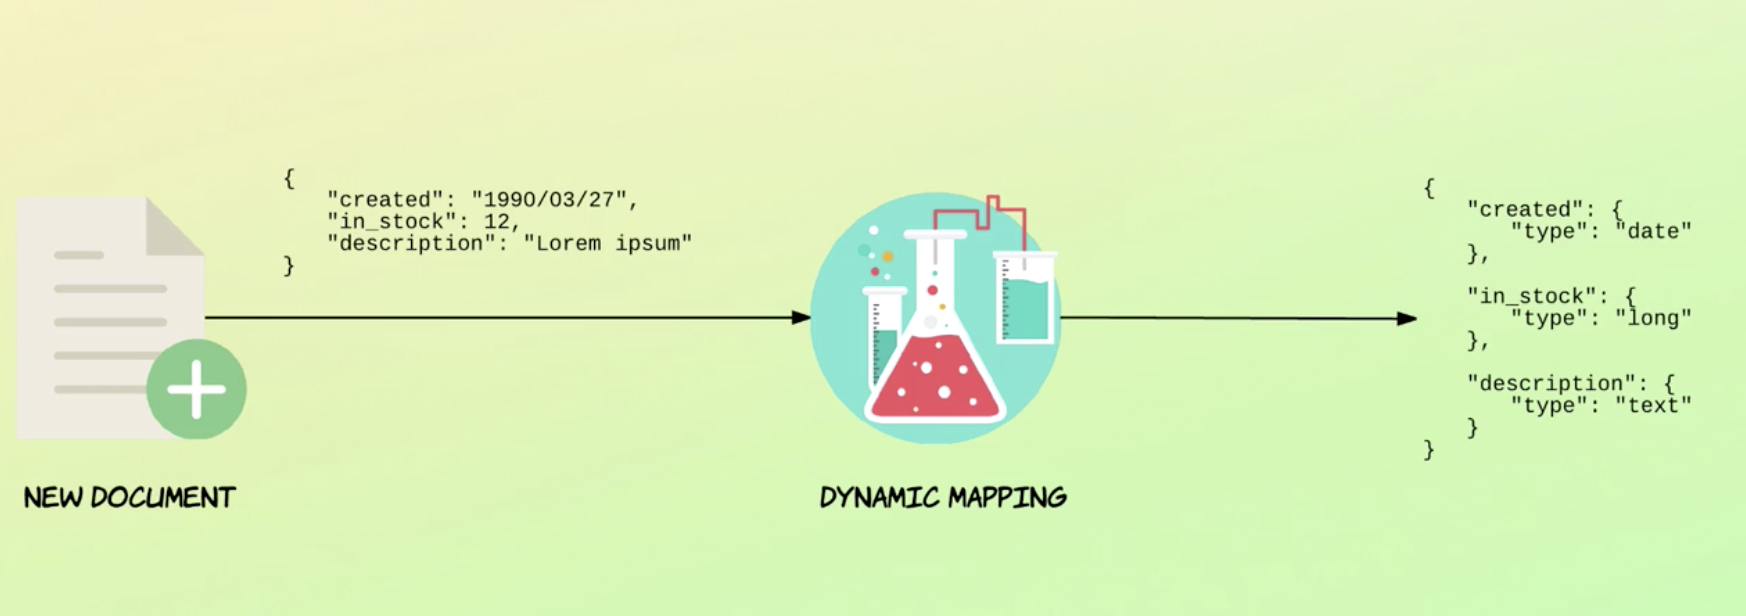 {
"created": "1990/03/27",
"in_stock": 12,
"description": "Lorem ipsum"
}
NEW DOCUMENT
DYNAMIC MAPPING
{
"created": {
"type": "date"
},
"in_stock": {
"type": "long"
},
"description": {
"type": "text"
}
}